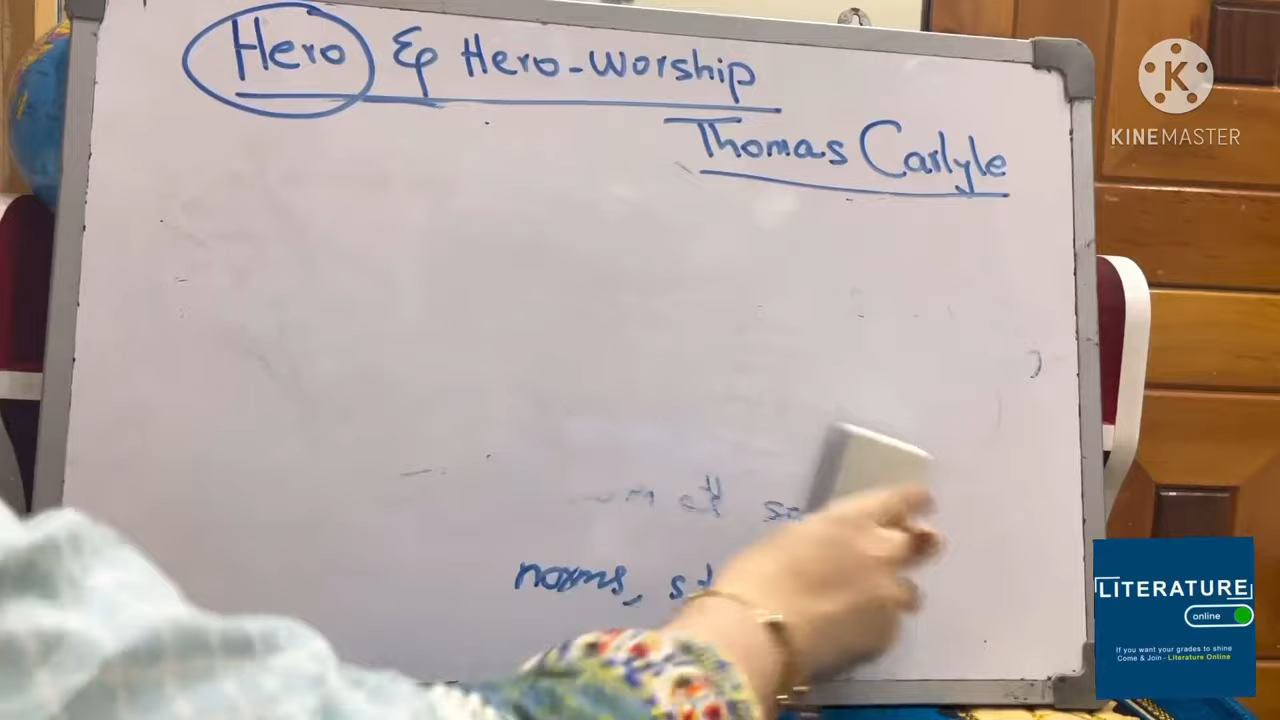 Hero & Hero-worship
Thomas Carlyle
norms,
KINEMASTER
LITERATURE
online
If you want your grades to shine
Come & Join - Literature Online